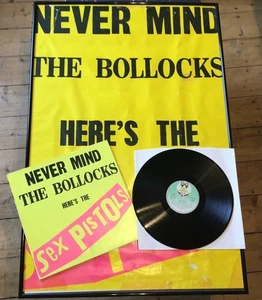 NEVER MIND
THE BOLLOCKS
HERE'S THE
NEVER MIND
THE BOLLOCKS
HERE'S THE
Sex PISTOLS